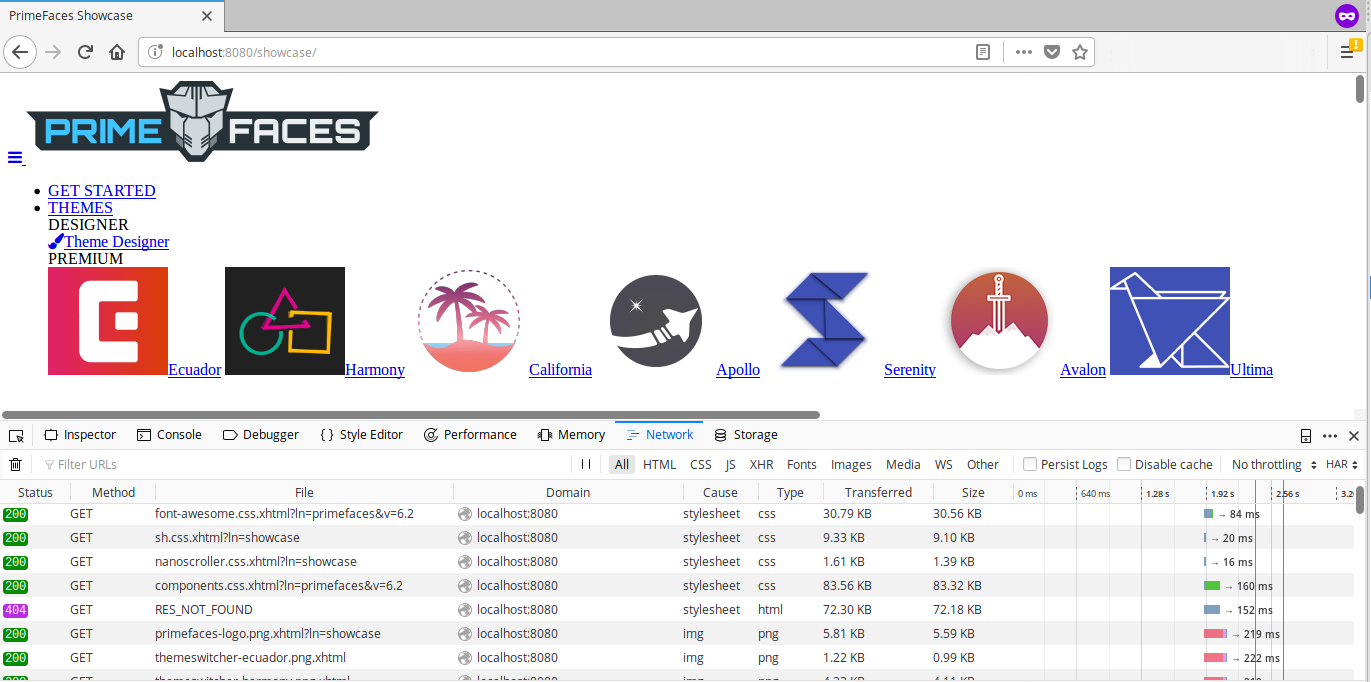 PrimeFaces Showcase
localhost:8080/showcase/
PRIME FACES
GET STARTED
THEMES
DESIGNER
Theme Designer
PREMIUM
Ecuador Harmony California Apollo Serenity Avalon Ultima
Inspector Console Debugger Style Editor Performance Memory Network Storage
Filter URLs All HTML CSS JS XHR Fonts Images Media WS Other Persist Logs Disable cache No throttling HAR
Status Method File Domain Cause Type Transferred Size 0 ms 640 ms 1.28 s 1.92 s 2.56 s
200 GET font-awesome.css.xhtml?ln=primefaces&v=6.2 localhost:8080 stylesheet css 30.79 KB 30.56 KB → 84 ms
200 GET sh.css.xhtml?ln=showcase localhost:8080 stylesheet css 9.33 KB 9.10 KB → 20 ms
200 GET nanoscroller.css.xhtml?ln=showcase localhost:8080 stylesheet css 1.61 KB 1.39 KB → 16 ms
200 GET components.css.xhtml?ln=primefaces&v=6.2 localhost:8080 stylesheet css 83.56 KB 83.32 KB → 160 ms
404 GET RES_NOT_FOUND localhost:8080 stylesheet html 72.30 KB 72.18 KB → 152 ms
200 GET primefaces-logo.png.xhtml?ln=showcase localhost:8080 img png 5.81 KB 5.59 KB → 219 ms
200 GET themeswitcher-ecuador.png.xhtml localhost:8080 img png 1.22 KB 0.99 KB → 222 ms